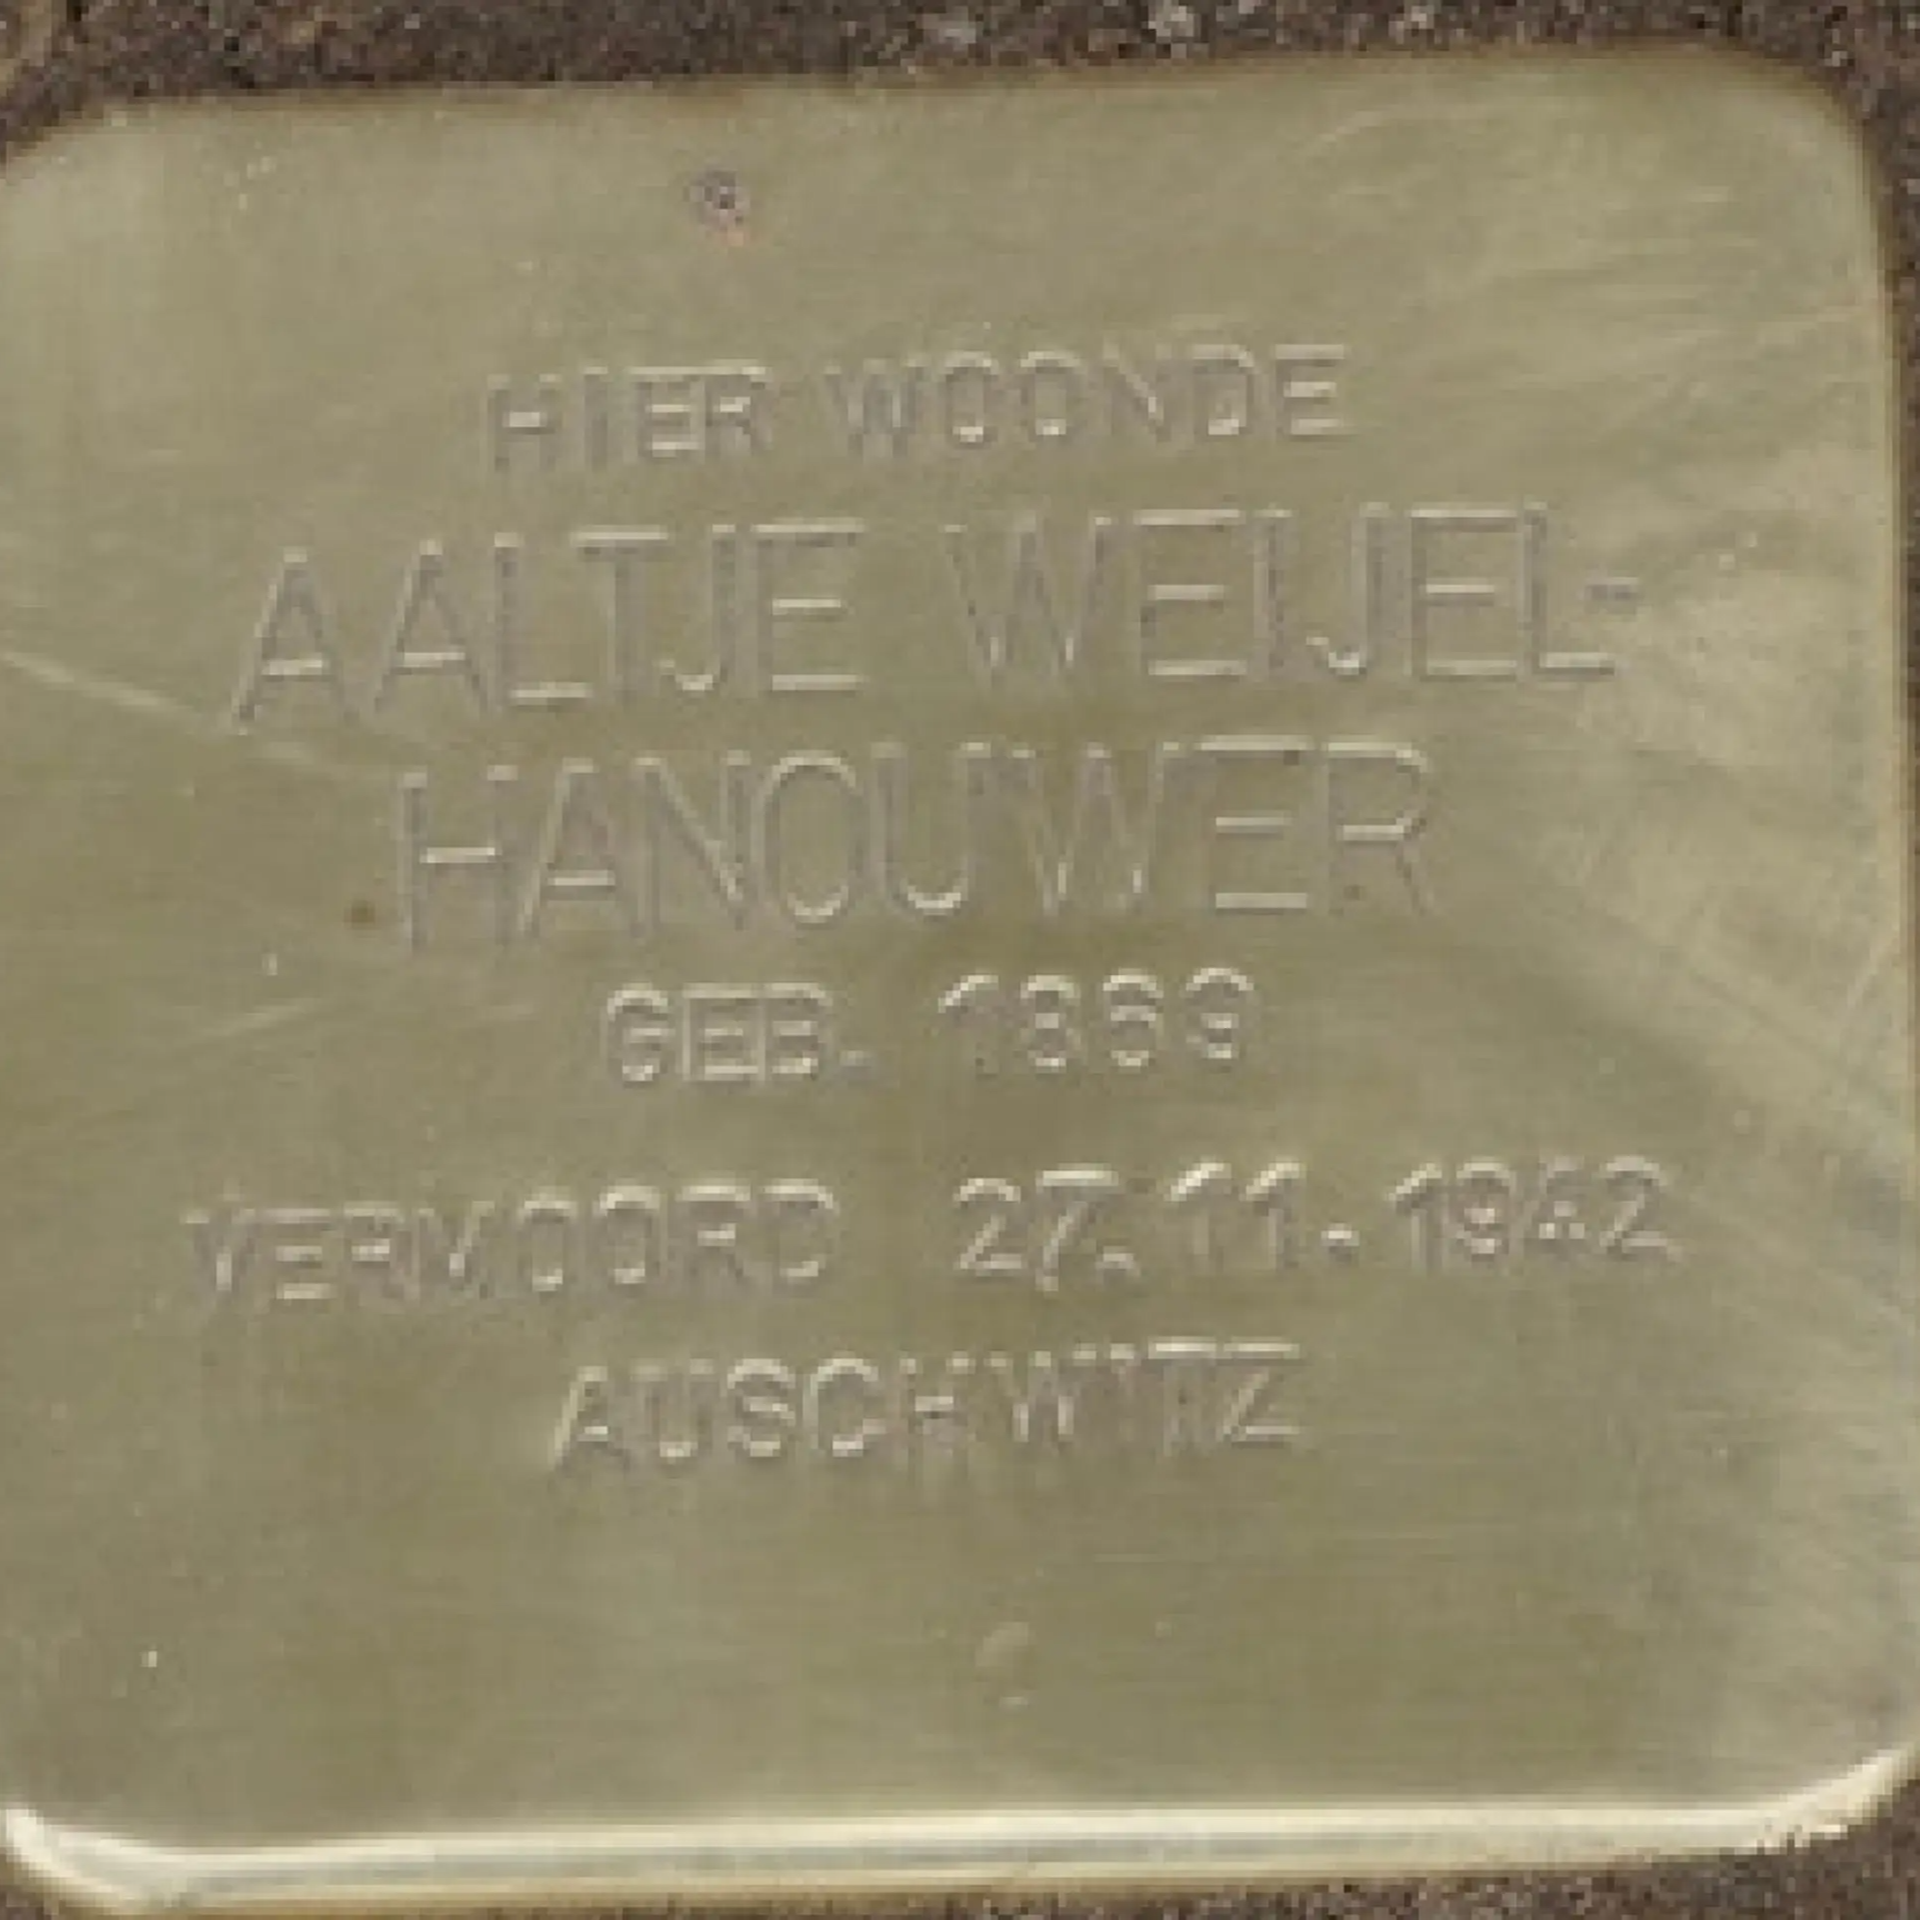 HIER WOONDE
AALTJE WEIJEL-
HANOUWER
GEB. 1869
VERMOORD 27.11.1942
AUSCHWITZ